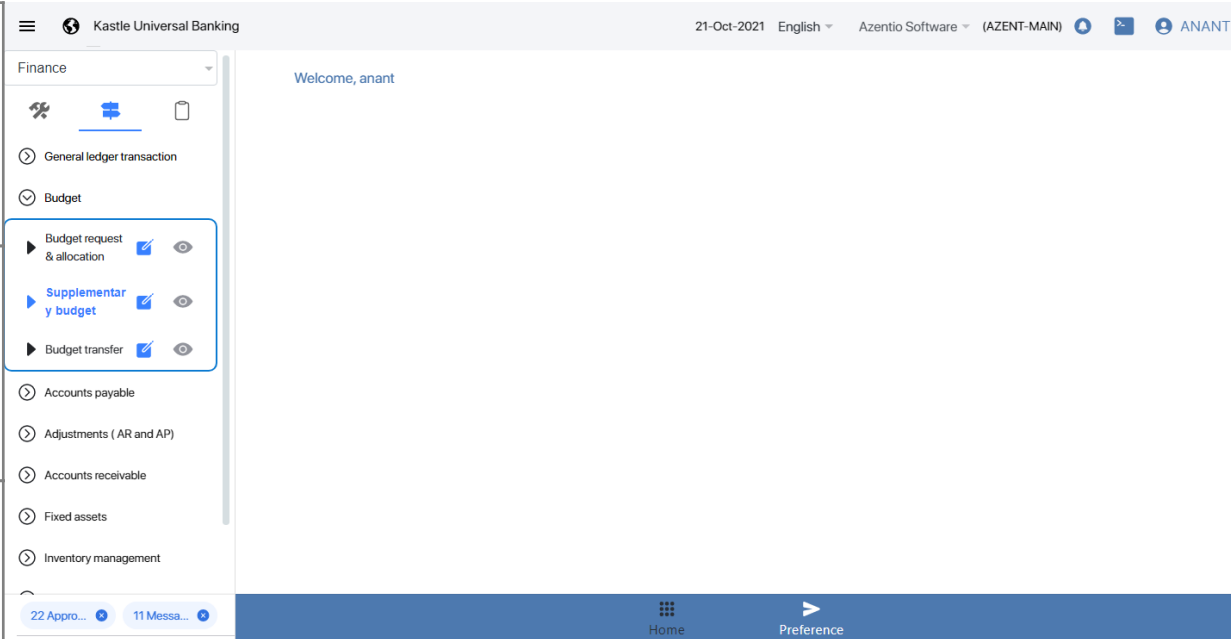 Kastle Universal Banking
21-Oct-2021 English Azentio Software (AZENT-MAIN) ANANT
Finance
Welcome, anant
General ledger transaction
Budget
Budget request
& allocation
Supplementar
y budget
Budget transfer
Accounts payable
Adjustments ( AR and AP)
Accounts receivable
Fixed assets
Inventory management
22 Appro... 11 Messa...
Home Preference